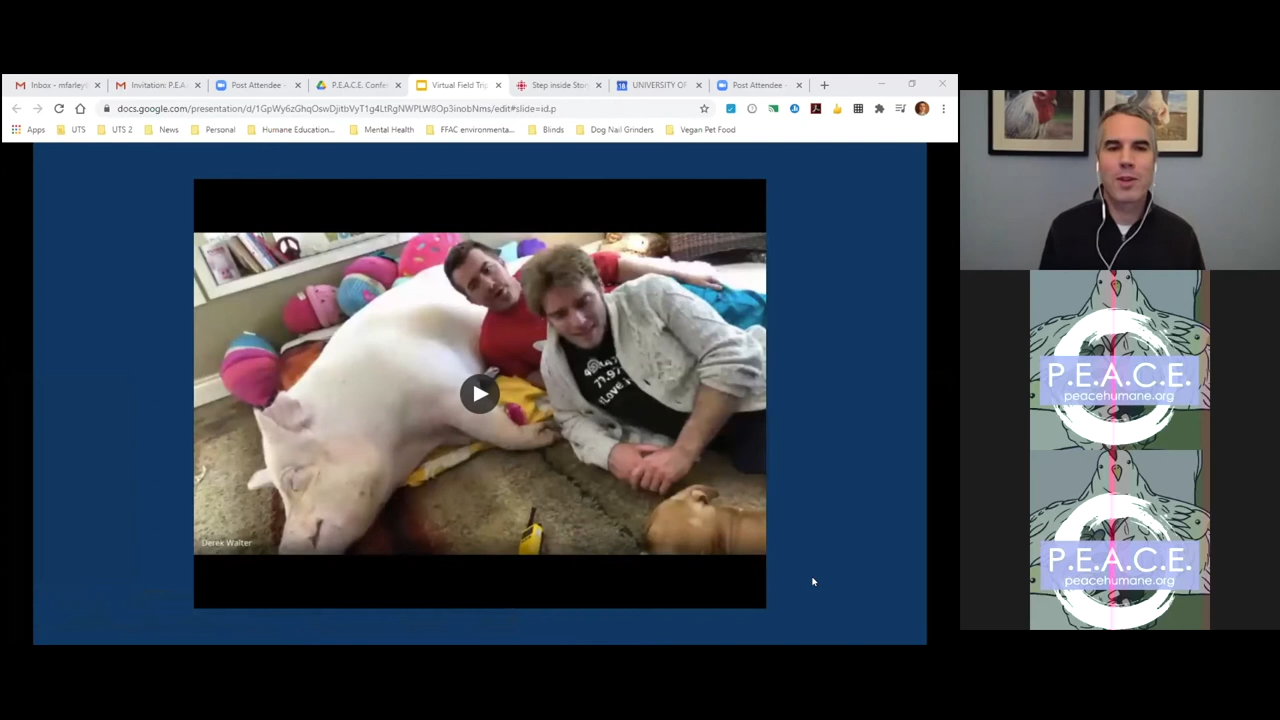 Inbox - mfarley@
Invitation: P.E.A.
Post Attendee -
P.E.A.C.E. Confer
Virtual Field Trip
Step inside Story
UNIVERSITY OF
Post Attendee -
docs.google.com/presentation/d/1GpWy6zGhqOswDjitbVyT1g4LtRgNWPLW8Op3inobNms/edit#slide=id.p
Apps
UTS
UTS 2
News
Personal
Humane Education...
Mental Health
FFAC environmenta...
Blinds
Dog Nail Grinders
Vegan Pet Food
Derek Walter
P.E.A.C.E.
peacehumane.org
P.E.A.C.E.
peacehumane.org